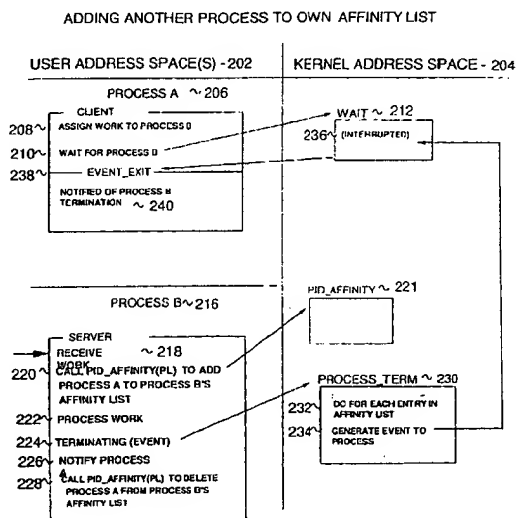 ADDING ANOTHER PROCESS TO OWN AFFINITY LIST
USER ADDRESS SPACE(S) - 202
KERNEL ADDRESS SPACE - 204
PROCESS A ~ 206
CLIENT
208~ ASSIGN WORK TO PROCESS B
210~ WAIT FOR PROCESS B
238~ EVENT_EXIT
NOTIFIED OF PROCESS B
TERMINATION ~ 240
WAIT ~ 212
236~ (INTERRUPTED)
PROCESS B~216
SERVER
RECEIVE ~ 218
WORK
220~ CALL PID_AFFINITY(PL) TO ADD
PROCESS A TO PROCESS B'S
AFFINITY LIST
222~ PROCESS WORK
224~ TERMINATING (EVENT)
226~ NOTIFY PROCESS
A
228~ CALL PID_AFFINITY(PL) TO DELETE
PROCESS A FROM PROCESS B'S
AFFINITY LIST
PID_AFFINITY ~ 221
PROCESS_TERM ~ 230
232~ DO FOR EACH ENTRY IN
AFFINITY LIST
234~ GENERATE EVENT TO
PROCESS